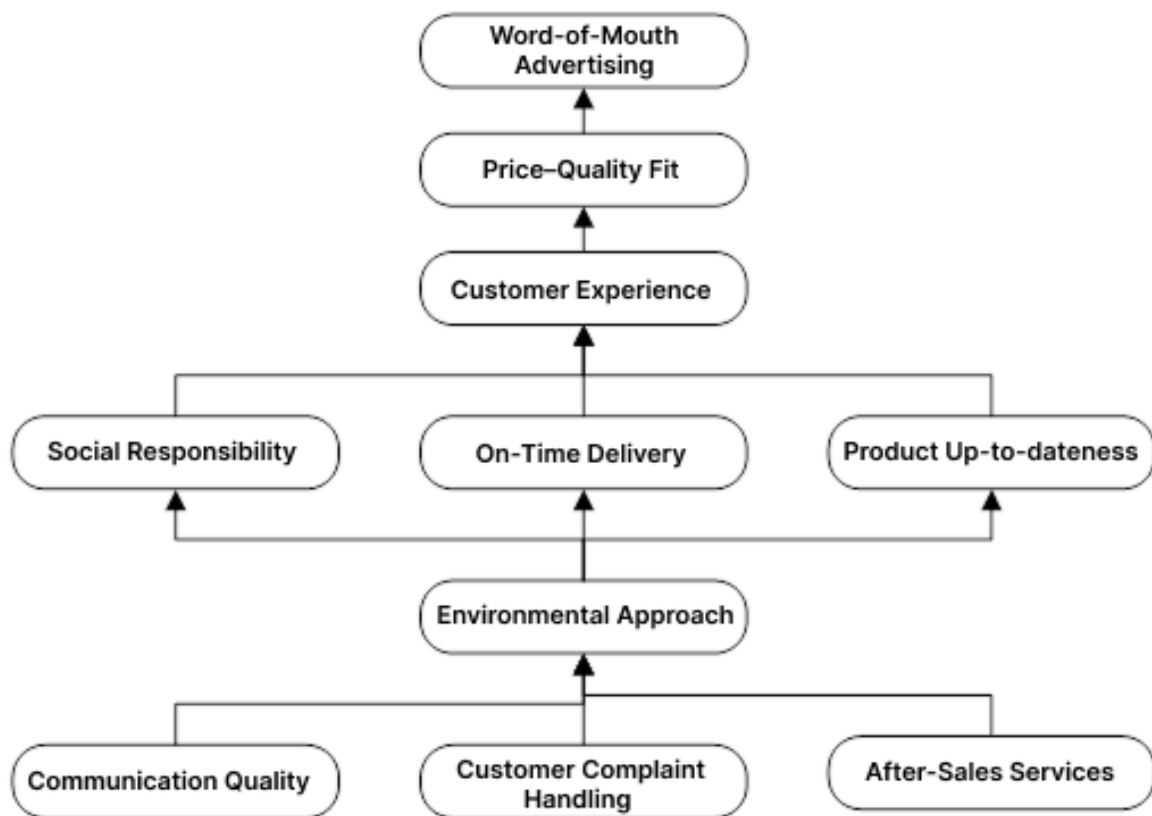 Word-of-Mouth
Advertising
Price–Quality Fit
Customer Experience
Social Responsibility
On-Time Delivery
Product Up-to-dateness
Environmental Approach
Communication Quality
Customer Complaint
Handling
After-Sales Services